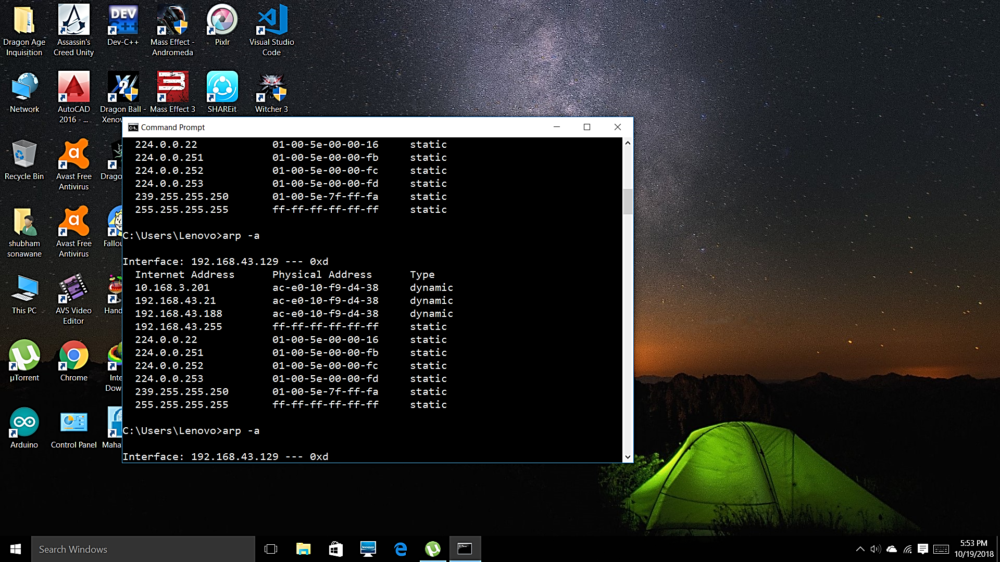 Dragon Age
Inquisition
Assassin's
Creed Unity
DEV
C++
Dev-C++
Mass Effect -
Andromeda
Pixlr
Visual Studio
Code
Network
AutoCAD
2016 - ...
Dragon Ball -
Xenov
3
Mass Effect 3
SHAREit
Witcher 3
Recycle Bin
Avast Free
Antivirus
Drago
shubham
sonawane
Avast Free
Antivirus
Fallou
This PC
AVS Video
Editor
Hand
µTorrent
Chrome
Inte
Dow
Arduino
Control Panel
Maha
Command Prompt
224.0.0.22 01-00-5e-00-00-16 static
224.0.0.251 01-00-5e-00-00-fb static
224.0.0.252 01-00-5e-00-00-fc static
224.0.0.253 01-00-5e-00-00-fd static
239.255.255.250 01-00-5e-7f-ff-fa static
255.255.255.255 ff-ff-ff-ff-ff-ff static
C:\Users\Lenovo>arp -a
Interface: 192.168.43.129 --- 0xd
Internet Address Physical Address Type
10.168.3.201 ac-e0-10-f9-d4-38 dynamic
192.168.43.21 ac-e0-10-f9-d4-38 dynamic
192.168.43.188 ac-e0-10-f9-d4-38 dynamic
192.168.43.255 ff-ff-ff-ff-ff-ff static
224.0.0.22 01-00-5e-00-00-16 static
224.0.0.251 01-00-5e-00-00-fb static
224.0.0.252 01-00-5e-00-00-fc static
224.0.0.253 01-00-5e-00-00-fd static
239.255.255.250 01-00-5e-7f-ff-fa static
255.255.255.255 ff-ff-ff-ff-ff-ff static
C:\Users\Lenovo>arp -a
Interface: 192.168.43.129 --- 0xd
Search Windows
5:53 PM
10/19/2018